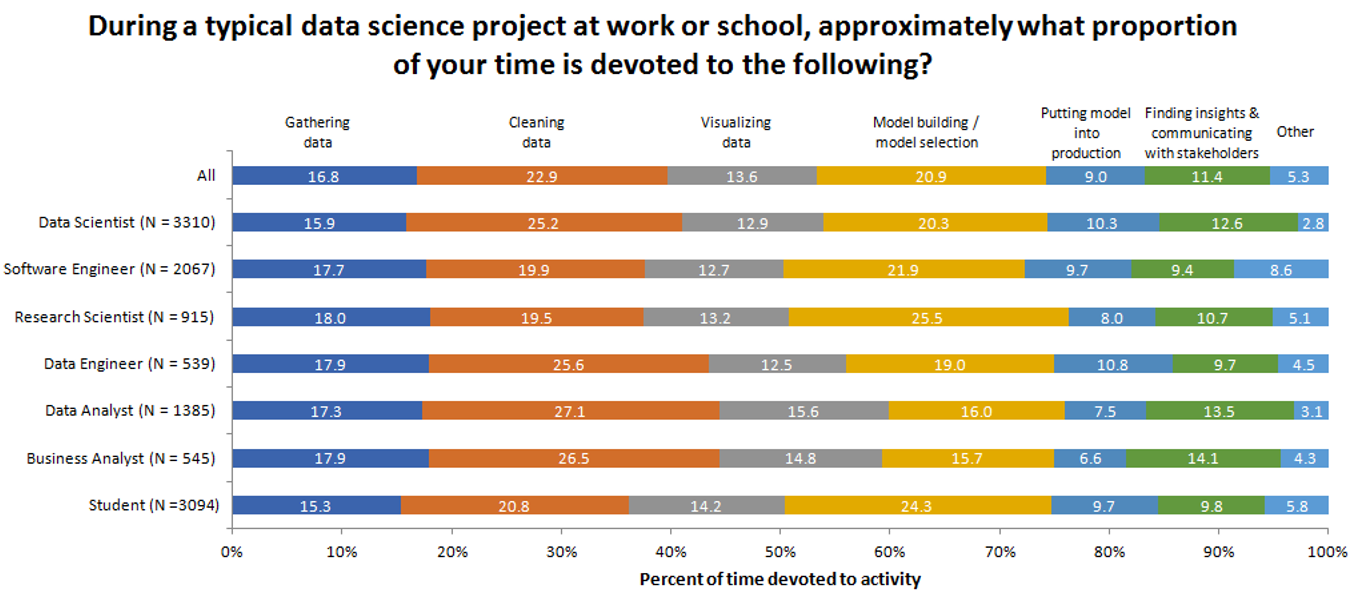 During a typical data science project at work or school, approximately what proportion
of your time is devoted to the following?
Gathering
data
Cleaning
data
Visualizing
data
Model building /
model selection
Putting model
into
production
Finding insights &
communicating
with stakeholders
Other
All 16.8 22.9 13.6 20.9 9.0 11.4 5.3
Data Scientist (N = 3310) 15.9 25.2 12.9 20.3 10.3 12.6 2.8
Software Engineer (N = 2067) 17.7 19.9 12.7 21.9 9.7 9.4 8.6
Research Scientist (N = 915) 18.0 19.5 13.2 25.5 8.0 10.7 5.1
Data Engineer (N = 539) 17.9 25.6 12.5 19.0 10.8 9.7 4.5
Data Analyst (N = 1385) 17.3 27.1 15.6 16.0 7.5 13.5 3.1
Business Analyst (N = 545) 17.9 26.5 14.8 15.7 6.6 14.1 4.3
Student (N =3094) 15.3 20.8 14.2 24.3 9.7 9.8 5.8
0% 10% 20% 30% 40% 50% 60% 70% 80% 90% 100%
Percent of time devoted to activity